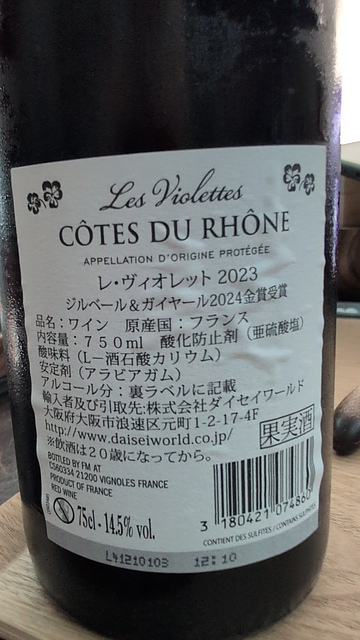 Les Violettes
CÔTES DU RHÔNE
APPELLATION D'ORIGINE PROTÉGÉE
レ・ヴィオレット 2023
ジルベール＆ガイヤール2024金賞受賞
品名：ワイン　原産国：フランス
内容量：７５０ml　酸化防止剤（亜硫酸塩）
酸味料（L－酒石酸カリウム）
安定剤（アラビアガム）
アルコール分：裏ラベルに記載
輸入者及び引取先：株式会社ダイセイワールド
大阪府大阪市浪速区元町1-2-17-4F
http://www.daiseiworld.co.jp/
果実酒
※飲酒は２０歳になってから。
BOTTLED BY FM AT
CS60334 21200 VIGNOLES FRANCE
PRODUCT OF FRANCE
RED WINE
75cl - 14.5% vol.
3 180421 074860
CONTIENT DES SULFITES / CONTAINS SULPHITES
L41210103 12:10